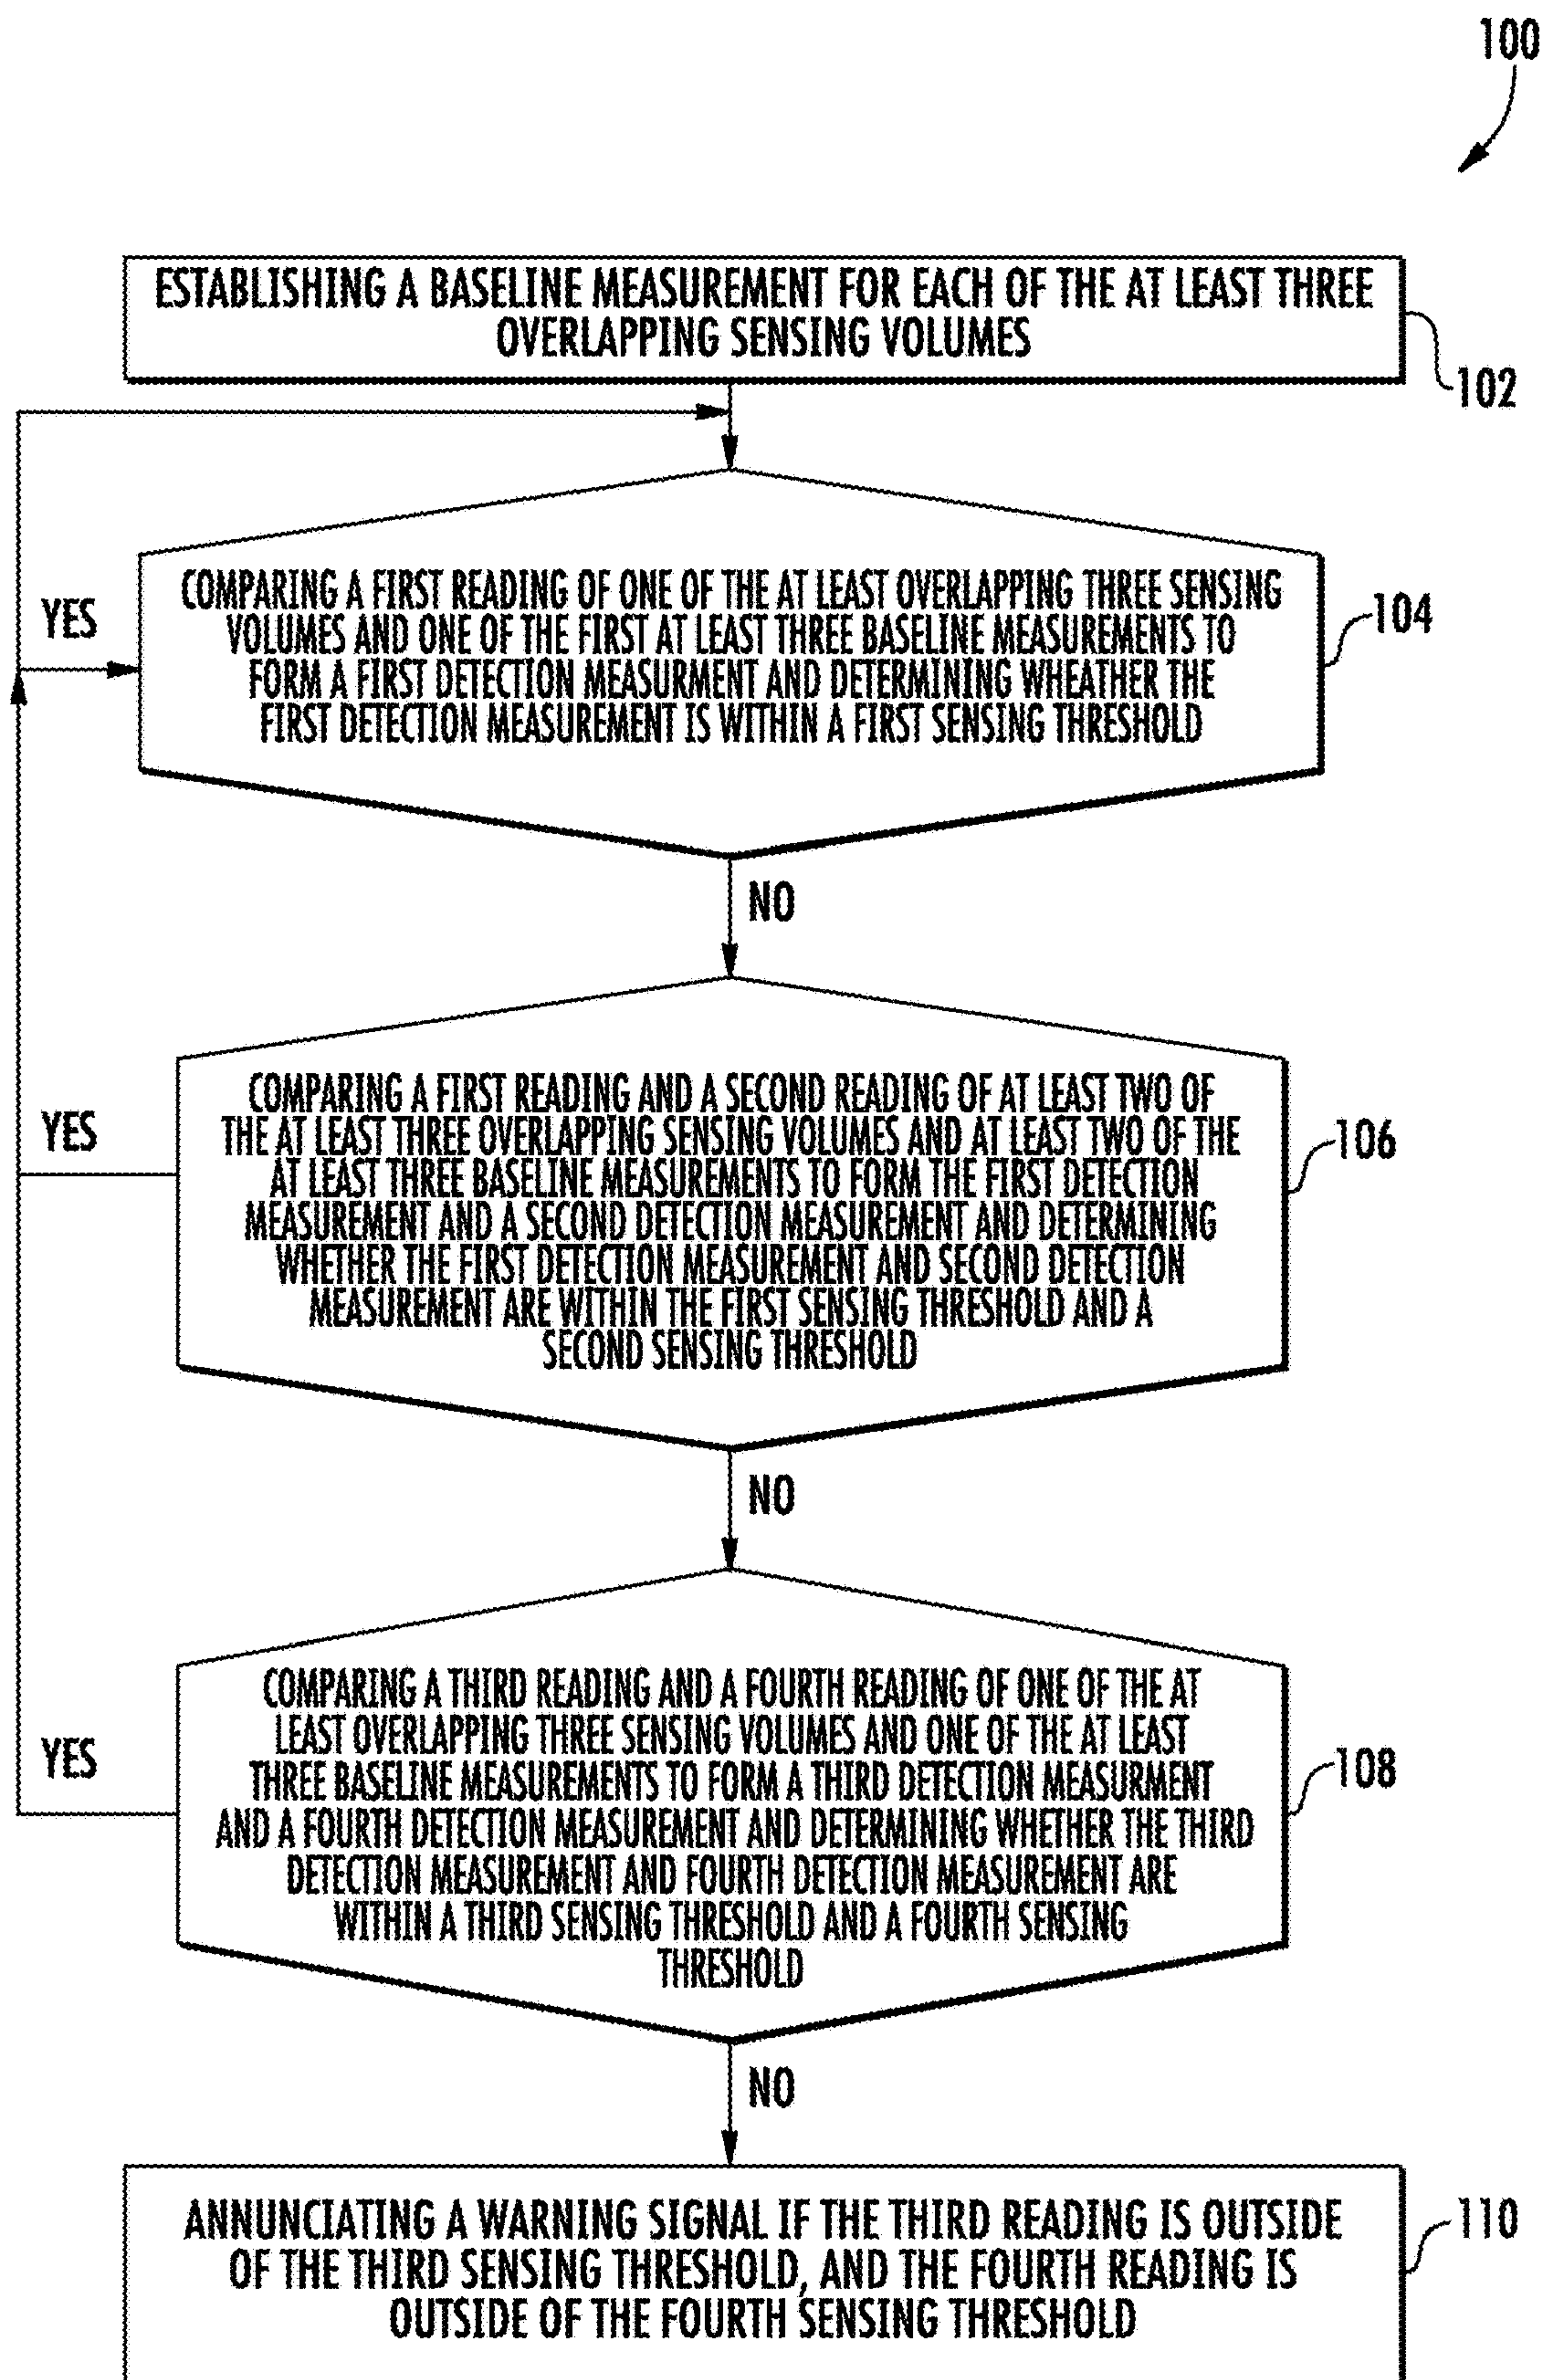 100
ESTABLISHING A BASELINE MEASUREMENT FOR EACH OF THE AT LEAST THREE
OVERLAPPING SENSING VOLUMES
102
YES
COMPARING A FIRST READING OF ONE OF THE AT LEAST OVERLAPPING THREE SENSING
VOLUMES AND ONE OF THE FIRST AT LEAST THREE BASELINE MEASUREMENTS TO
FORM A FIRST DETECTION MEASURMENT AND DETERMINING WHEATHER THE
FIRST DETECTION MEASUREMENT IS WITHIN A FIRST SENSING THRESHOLD
104
NO
YES
COMPARING A FIRST READING AND A SECOND READING OF AT LEAST TWO OF
THE AT LEAST THREE OVERLAPPING SENSING VOLUMES AND AT LEAST TWO OF THE
AT LEAST THREE BASELINE MEASUREMENTS TO FORM THE FIRST DETECTION
MEASUREMENT AND A SECOND DETECTION MEASUREMENT AND DETERMINING
WHETHER THE FIRST DETECTION MEASUREMENT AND SECOND DETECTION
MEASUREMENT ARE WITHIN THE FIRST SENSING THRESHOLD AND A
SECOND SENSING THRESHOLD
106
NO
YES
COMPARING A THIRD READING AND A FOURTH READING OF ONE OF THE AT
LEAST OVERLAPPING THREE SENSING VOLUMES AND ONE OF THE AT LEAST
THREE BASELINE MEASUREMENTS TO FORM A THIRD DETECTION MEASURMENT
AND A FOURTH DETECTION MEASUREMENT AND DETERMINING WHETHER THE THIRD
DETECTION MEASUREMENT AND FOURTH DETECTION MEASUREMENT ARE
WITHIN A THIRD SENSING THRESHOLD AND A FOURTH SENSING
THRESHOLD
108
NO
ANNUNCIATING A WARNING SIGNAL IF THE THIRD READING IS OUTSIDE
OF THE THIRD SENSING THRESHOLD, AND THE FOURTH READING IS
OUTSIDE OF THE FOURTH SENSING THRESHOLD
110